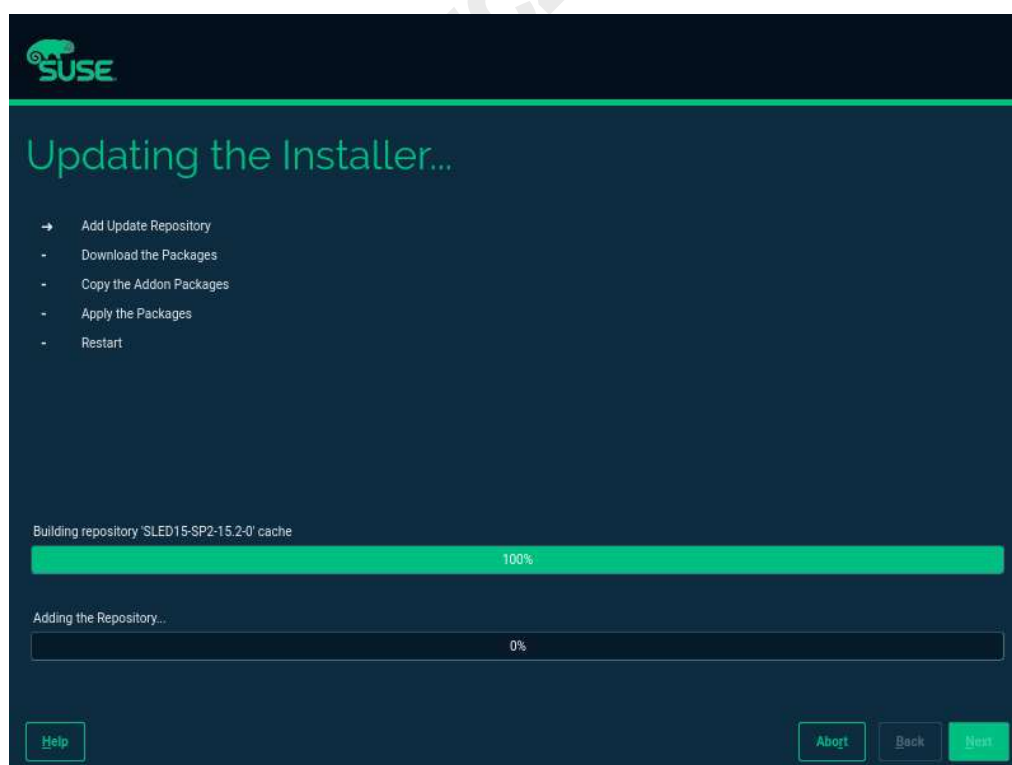 SUSE
Updating the Installer...
→ Add Update Repository
- Download the Packages
- Copy the Addon Packages
- Apply the Packages
- Restart
Building repository 'SLED15-SP2-15.2-0' cache
100%
Adding the Repository...
0%
Help Abort Back Next